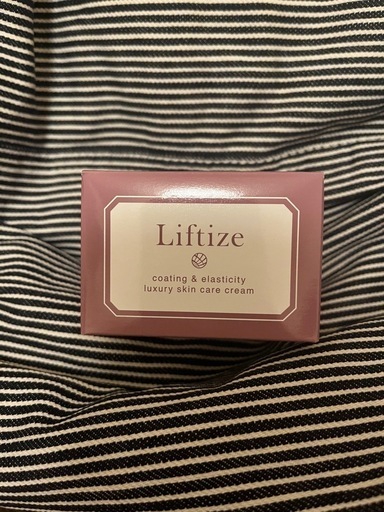 Liftize
coating & elasticity
luxury skin care cream